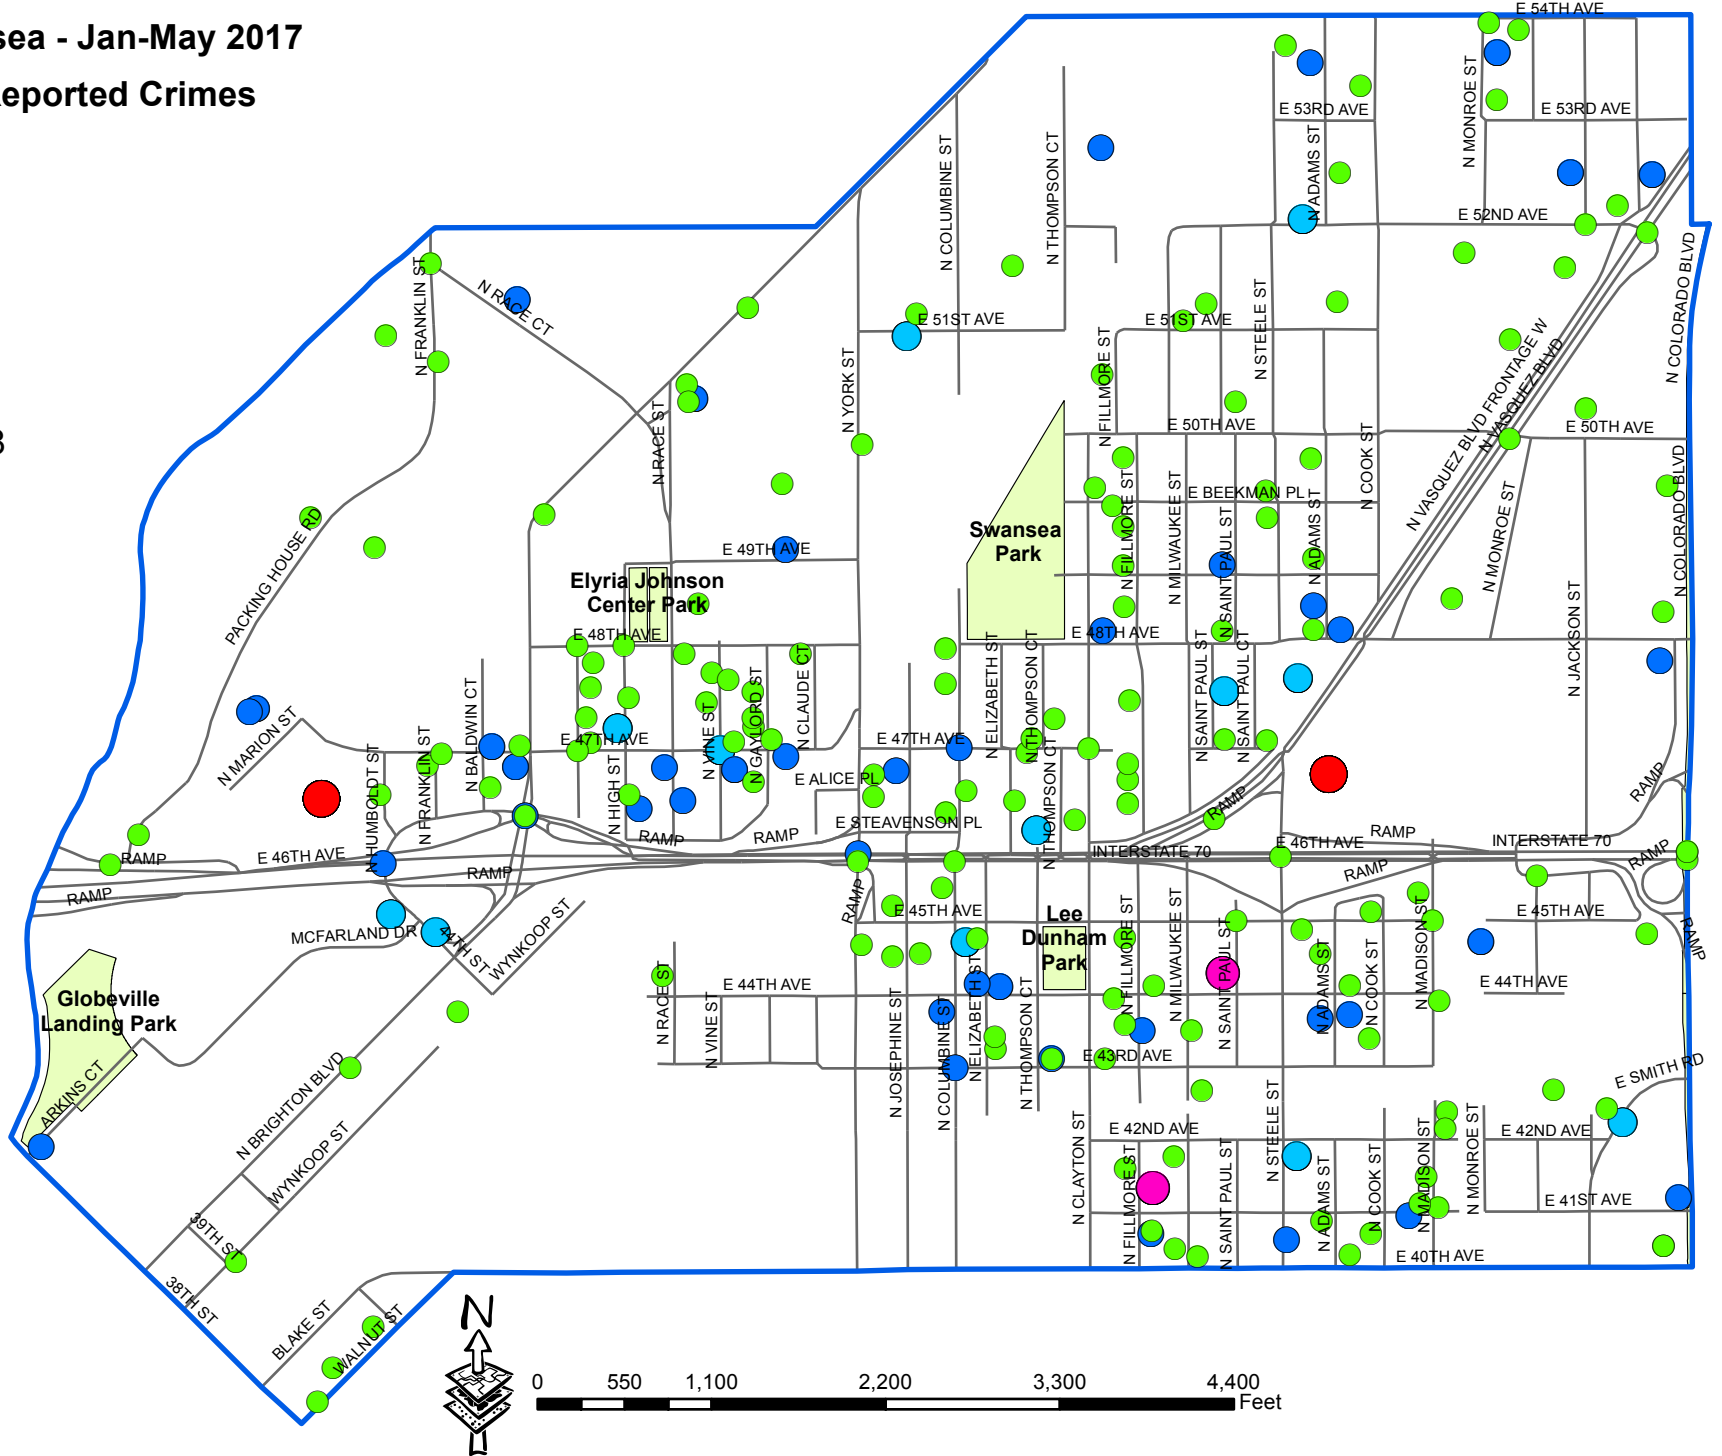 sea - Jan-May 2017
eported Crimes
E 54TH AVE
N MONROE ST
E 53RD AVE
E 53RD AVE
N ADAMS ST
N COLUMBINE ST
N THOMPSON CT
E 52ND AVE
N COLORADO BLVD
N FRANKLIN ST
N RACE CT
E 51ST AVE
E 51ST AVE
N STEELE ST
N FILLMORE ST
N YORK ST
N VASQUEZ BLVD FRONTAGE W
N VASQUEZ BLVD
N RACE ST
E 50TH AVE
E 50TH AVE
N COOK ST
3
N COLORADO BLVD
E BEEKMAN PL
N FILLMORE ST
N MILWAUKEE ST
N SAINT PAUL ST
N ADAMS ST
N MONROE ST
PACKING HOUSE RD
Swansea
Park
E 49TH AVE
Elyria Johnson
Center Park
N JACKSON ST
E 48TH AVE
E 48TH AVE
N ELIZABETH ST
N THOMPSON CT
N SAINT PAUL ST
N SAINT PAUL CT
N CLAUDE CT
N GAYLORD ST
N VINE ST
N BALDWIN CT
N MARION ST
N HUMBOLDT ST
N FRANKLIN ST
N HIGH ST
E 47TH AVE
E 47TH AVE
E ALICE PL
N THOMPSON CT
RAMP
RAMP
E STEAVENSON PL
RAMP
RAMP
RAMP
E 46TH AVE
INTERSTATE 70
RAMP
E 46TH AVE
INTERSTATE 70
RAMP
RAMP
RAMP
RAMP
RAMP
RAMP
MCFARLAND DR
44TH ST
WYNKOOP ST
E 45TH AVE
Lee
Dunham
Park
N FILLMORE ST
N MILWAUKEE ST
N SAINT PAUL ST
N ADAMS ST
N COOK ST
N MADISON ST
E 45TH AVE
RAMP
E 44TH AVE
E 44TH AVE
N RACE ST
N VINE ST
N JOSEPHINE ST
N COLUMBINE ST
N ELIZABETH ST
N THOMPSON CT
E 43RD AVE
Globeville
Landing Park
ARKINS CT
N BRIGHTON BLVD
WYNKOOP ST
E SMITH RD
N CLAYTON ST
E 42ND AVE
N FILLMORE ST
N SAINT PAUL ST
N STEELE ST
N ADAMS ST
N COOK ST
N MADISON ST
N MONROE ST
E 42ND AVE
E 41ST AVE
E 40TH AVE
39TH ST
38TH ST
BLAKE ST
WALNUT ST
N
0 550 1,100 2,200 3,300 4,400
Feet